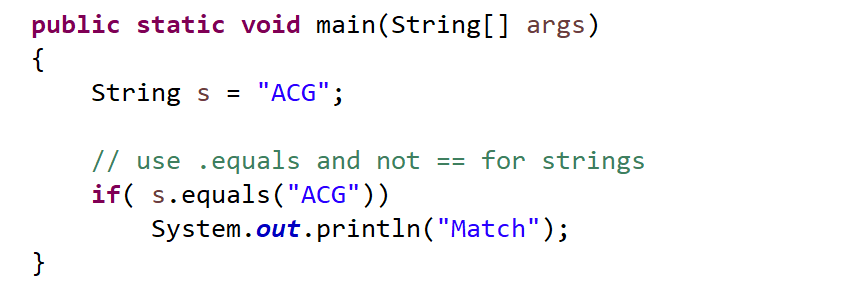 public static void main(String[] args)
{
    String s = "ACG";
    // use .equals and not == for strings
    if( s.equals("ACG"))
        System.out.println("Match");
}